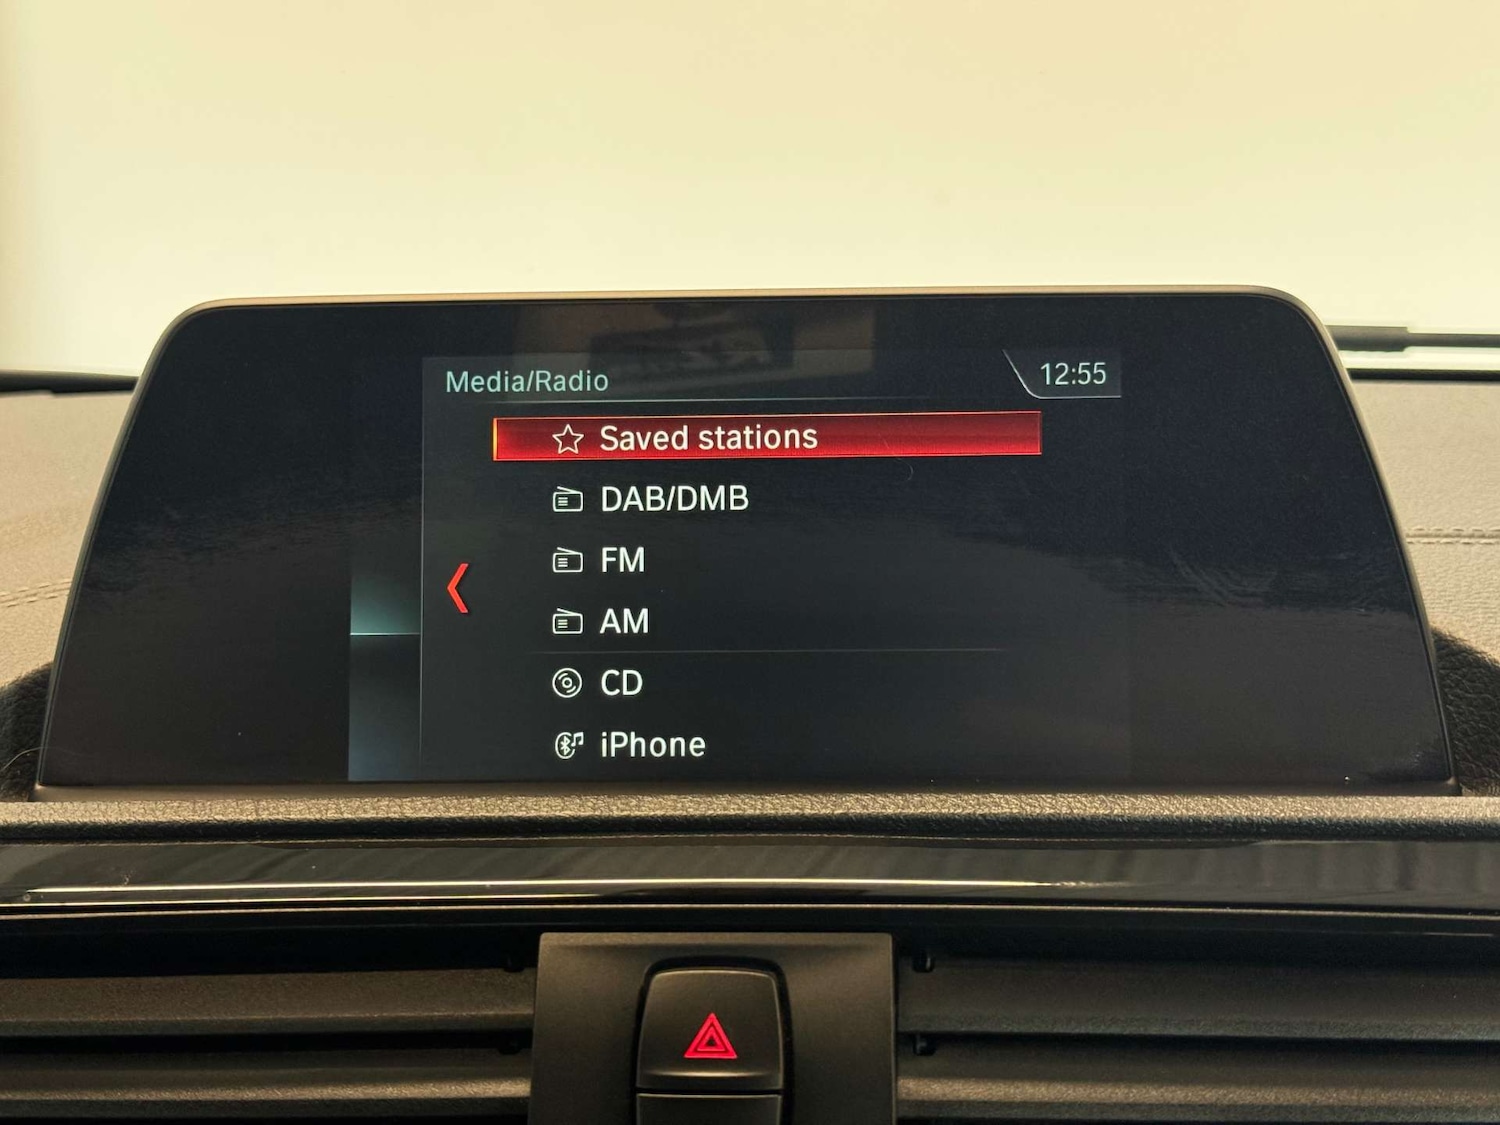 Media/Radio
12:55
Saved stations
DAB/DMB
FM
AM
CD
iPhone